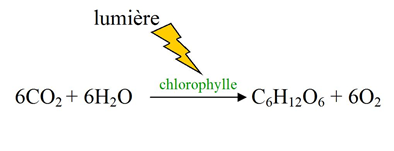 lumière
chlorophylle
6CO₂ + 6H₂O → C₆H₁₂O₆ + 6O₂